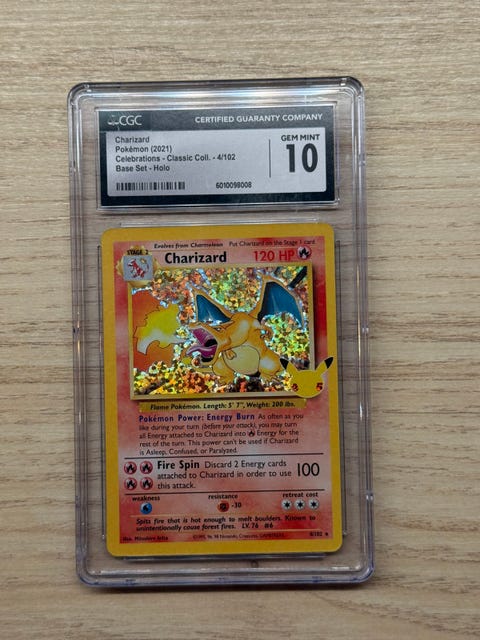 CGC
CERTIFIED GUARANTY COMPANY
Charizard
Pokémon (2021)
Celebrations - Classic Coll. - 4/102
Base Set - Holo
GEM MINT
10
6010098008
Evolves from Charmeleon Put Charizard on the Stage 1 card
STAGE 2
Charizard
120 HP
Flame Pokémon. Length: 5' 7", Weight: 200 lbs.
Pokémon Power: Energy Burn As often as you
like during your turn (before your attack), you may turn
all Energy attached to Charizard into Energy for the
rest of the turn. This power can't be used if Charizard
is Asleep, Confused, or Paralyzed.
Fire Spin Discard 2 Energy cards
attached to Charizard in order to use
this attack.
100
weakness
resistance
-30
retreat cost
Spits fire that is hot enough to melt boulders. Known to
unintentionally cause forest fires. LV. 76 #6
Illus. Mitsuhiro Arita
4/102